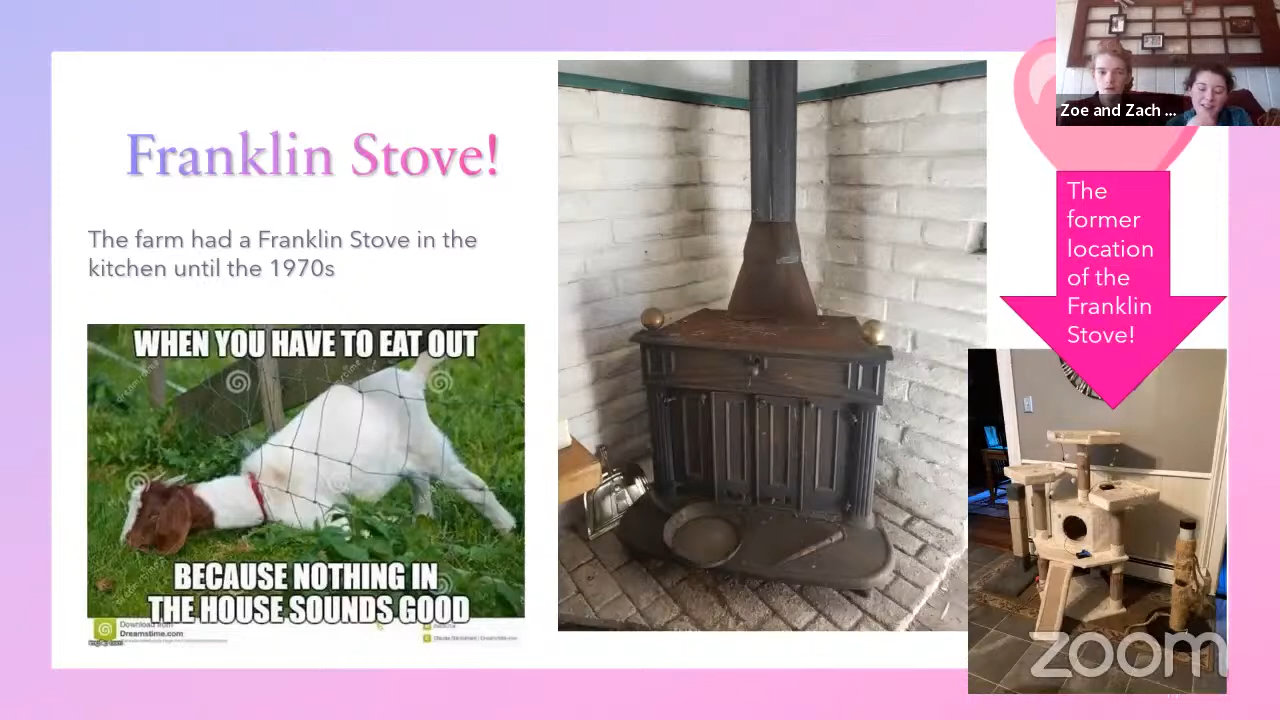 Franklin Stove!
The farm had a Franklin Stove in the
kitchen until the 1970s
WHEN YOU HAVE TO EAT OUT
BECAUSE NOTHING IN
THE HOUSE SOUNDS GOOD
Download from
Dreamstime.com
Zoe and Zach ...
The
former
location
of the
Franklin
Stove!
zoom